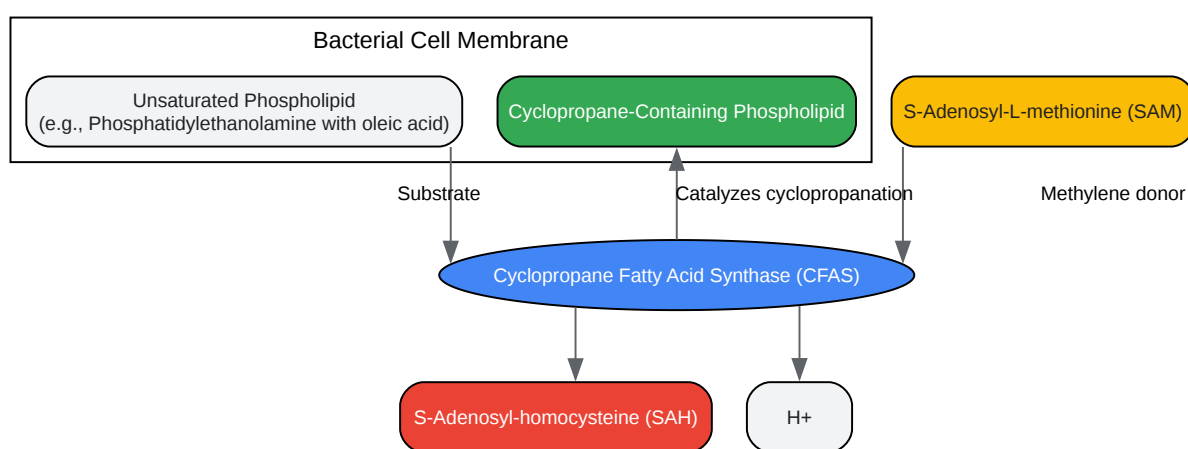 Bacterial Cell Membrane
Unsaturated Phospholipid
(e.g., Phosphatidylethanolamine with oleic acid)
Cyclopropane-Containing Phospholipid
S-Adenosyl-L-methionine (SAM)
Substrate
Catalyzes cyclopropanation
Methylene donor
Cyclopropane Fatty Acid Synthase (CFAS)
S-Adenosyl-homocysteine (SAH)
H+